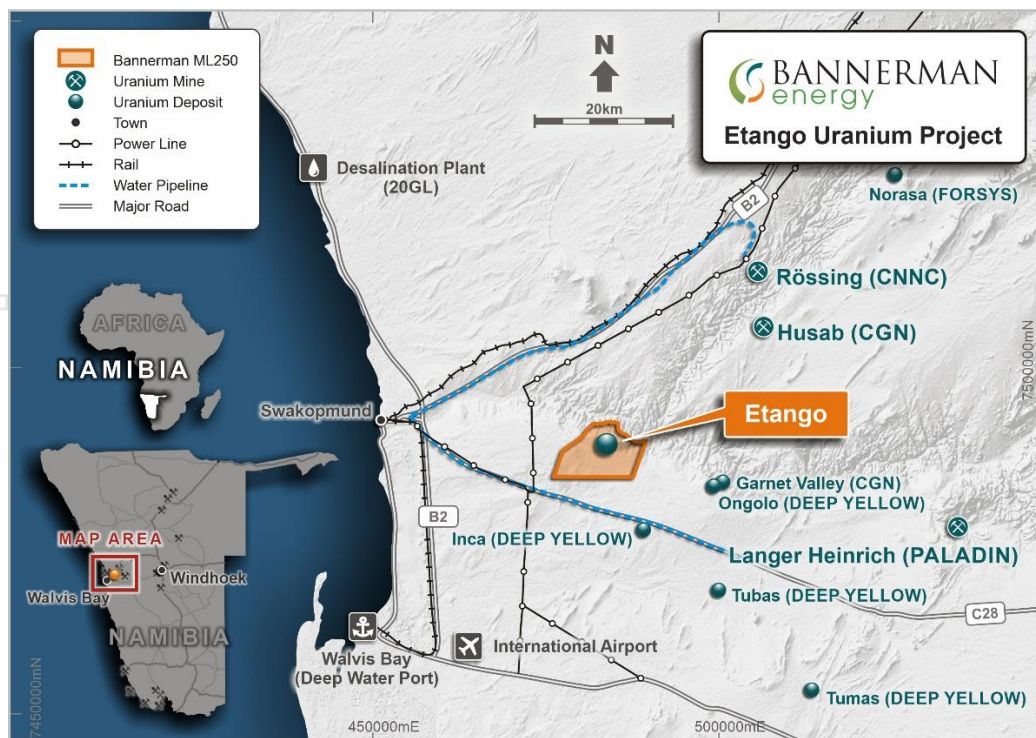 Bannerman ML250
Uranium Mine
Uranium Deposit
Town
Power Line
Rail
Water Pipeline
Major Road
N
20km
BANNERMAN
energy
Etango Uranium Project
Desalination Plant
(20GL)
B2
Norasa (FORSYS)
Rössing (CNNC)
Husab (CGN)
7500000mN
AFRICA
NAMIBIA
Swakopmund
Etango
Garnet Valley (CGN)
Ongolo (DEEP YELLOW)
B2
Inca (DEEP YELLOW)
Langer Heinrich (PALADIN)
MAP AREA
Windhoek
Walvis Bay
NAMIBIA
Tubas (DEEP YELLOW)
C28
International Airport
Walvis Bay
(Deep Water Port)
Tumas (DEEP YELLOW)
7450000mN
450000mE
500000mE